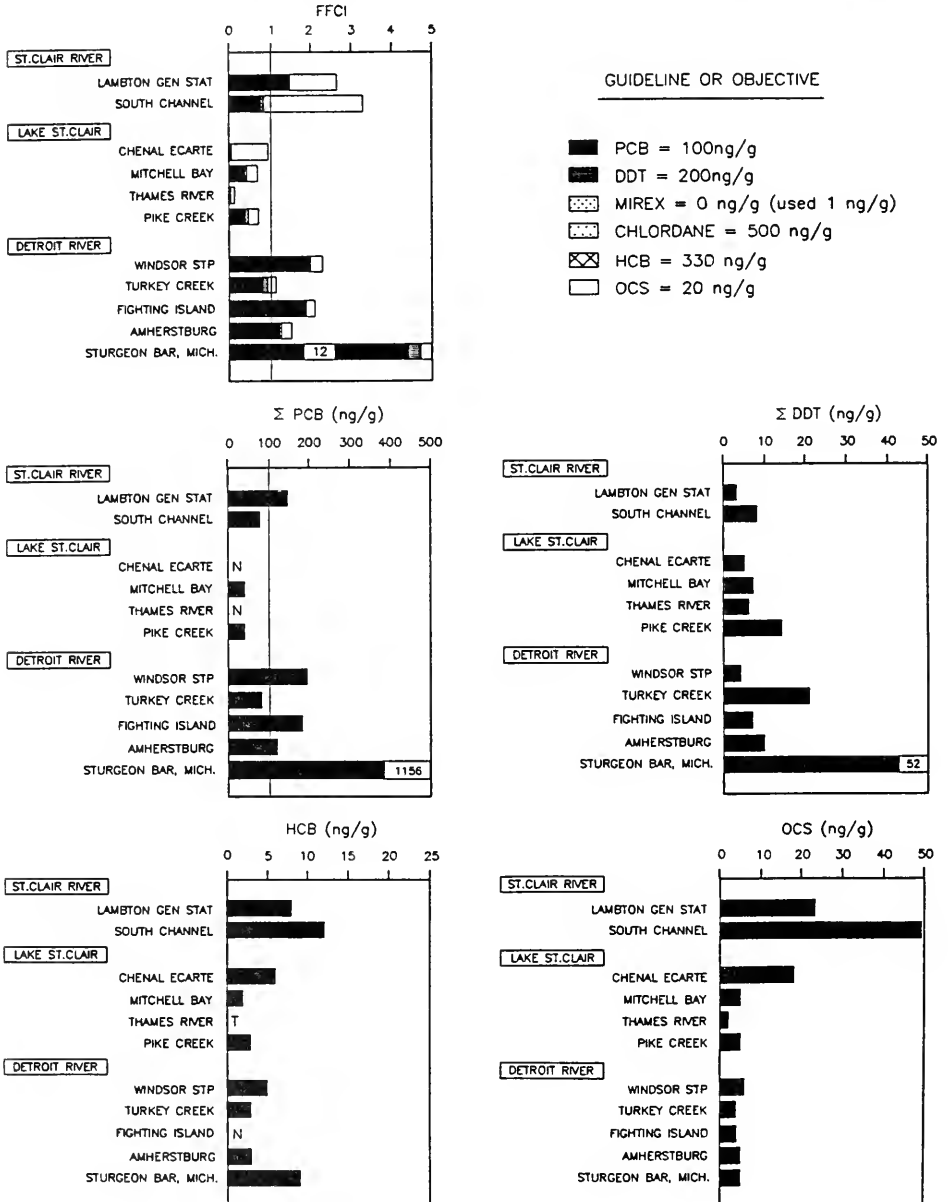 FFCI
0 1 2 3 4 5
ST.CLAIR RIVER
LAMBTON GEN STAT
SOUTH CHANNEL
LAKE ST.CLAIR
CHENAL ECARTE
MITCHELL BAY
THAMES RIVER
PIKE CREEK
DETROIT RIVER
WINDSOR STP
TURKEY CREEK
FIGHTING ISLAND
AMHERSTBURG
STURGEON BAR, MICH.
12
GUIDELINE OR OBJECTIVE
PCB = 100ng/g
DDT = 200ng/g
MIREX = 0 ng/g (used 1 ng/g)
CHLORDANE = 500 ng/g
HCB = 330 ng/g
OCS = 20 ng/g
Σ PCB (ng/g)
0 100 200 300 400 500
ST.CLAIR RIVER
LAMBTON GEN STAT
SOUTH CHANNEL
LAKE ST.CLAIR
CHENAL ECARTE N
MITCHELL BAY
THAMES RIVER N
PIKE CREEK
DETROIT RIVER
WINDSOR STP
TURKEY CREEK
FIGHTING ISLAND
AMHERSTBURG
STURGEON BAR, MICH. 1156
Σ DDT (ng/g)
0 10 20 30 40 50
ST.CLAIR RIVER
LAMBTON GEN STAT
SOUTH CHANNEL
LAKE ST.CLAIR
CHENAL ECARTE
MITCHELL BAY
THAMES RIVER
PIKE CREEK
DETROIT RIVER
WINDSOR STP
TURKEY CREEK
FIGHTING ISLAND
AMHERSTBURG
STURGEON BAR, MICH. 52
HCB (ng/g)
0 5 10 15 20 25
ST.CLAIR RIVER
LAMBTON GEN STAT
SOUTH CHANNEL
LAKE ST.CLAIR
CHENAL ECARTE
MITCHELL BAY
THAMES RIVER T
PIKE CREEK
DETROIT RIVER
WINDSOR STP
TURKEY CREEK
FIGHTING ISLAND N
AMHERSTBURG
STURGEON BAR, MICH.
OCS (ng/g)
0 10 20 30 40 50
ST.CLAIR RIVER
LAMBTON GEN STAT
SOUTH CHANNEL
LAKE ST.CLAIR
CHENAL ECARTE
MITCHELL BAY
THAMES RIVER
PIKE CREEK
DETROIT RIVER
WINDSOR STP
TURKEY CREEK
FIGHTING ISLAND
AMHERSTBURG
STURGEON BAR, MICH.